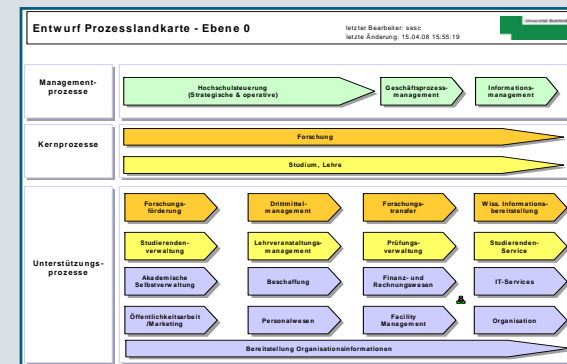 Entwurf Prozesslandkarte - Ebene 0
letzter Bearbeiter: sesc
letzte Änderung: 15.04.08 15:55:19
Management-
prozesse
Hochschulsteuerung
(Strategische & operative)
Geschäftsprozess-
management
Informations-
management
Kernprozesse
Forschung
Studium, Lehre
Unterstützungs-
prozesse
Forschungs-
förderung
Drittmittel-
management
Forschungs-
transfer
Wiss. Informations-
bereitstellung
Studierenden-
verwaltung
Lehrveranstaltungs-
management
Prüfungs-
verwaltung
Studierenden-
Service
Akademische
Selbstverwaltung
Beschaffung
Finanz- und
Rechnungswesen
IT-Services
Öffentlichkeitsarbeit
/Marketing
Personalwesen
Facility
Management
Organisation
Bereitstellung Organisationsinformationen